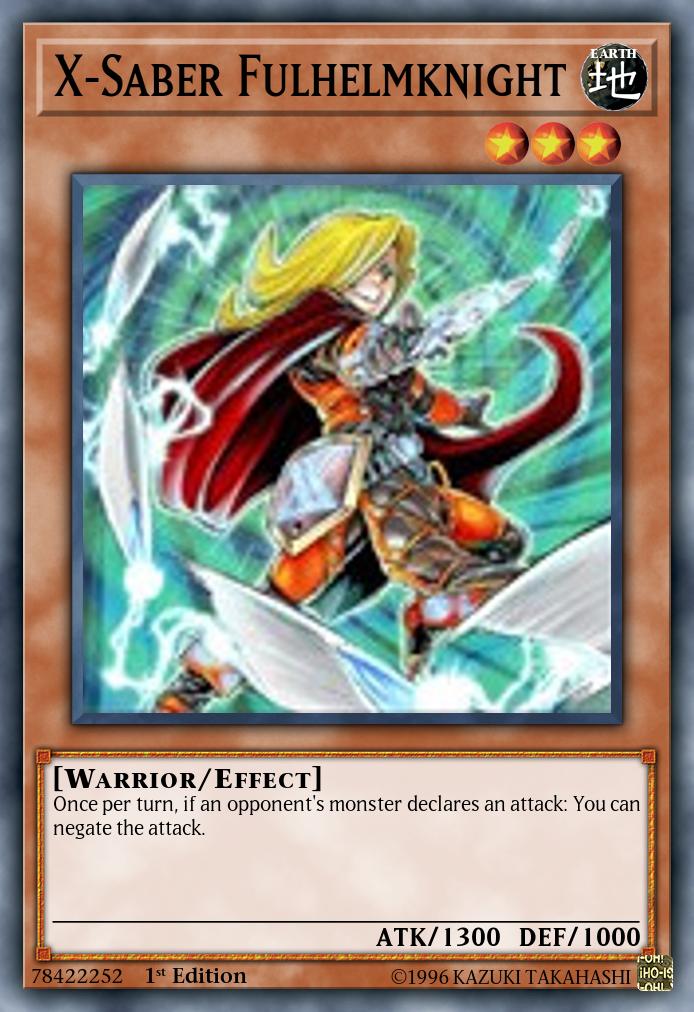 X-Saber Fulhelmknight
EARTH
地
[Warrior/Effect]
Once per turn, if an opponent's monster declares an attack: You can
negate the attack.
ATK/1300 DEF/1000
78422252 1st Edition ©1996 KAZUKI TAKAHASHI